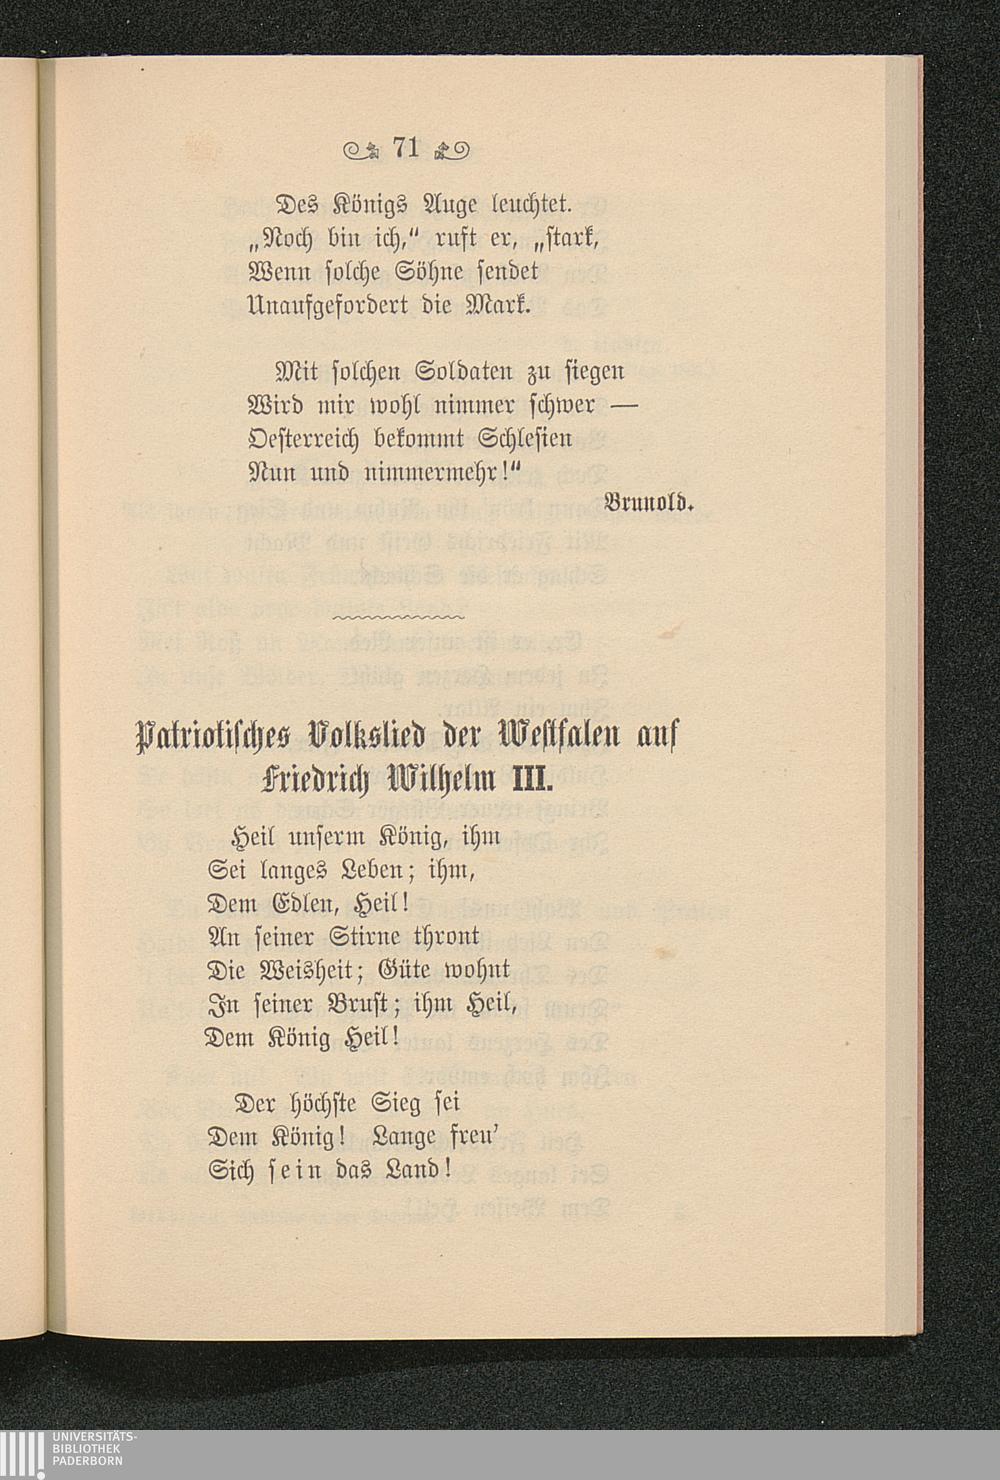 71
Des Königs Auge leuchtet.
„Noch bin ich,“ ruft er, „stark,
Wenn solche Söhne sendet
Unaufgefordert die Mark.
Mit solchen Soldaten zu siegen
Wird mir wohl nimmer schwer —
Oesterreich bekommt Schlesien
Nun und nimmermehr!“
Brunold.
Patriotisches Volkslied der Westfalen auf
Friedrich Wilhelm III.
Heil unserm König, ihm
Sei langes Leben; ihm,
Dem Edlen, Heil!
An seiner Stirne thront
Die Weisheit; Güte wohnt
In seiner Brust; ihm Heil,
Dem König Heil!
Der höchste Sieg sei
Dem König! Lange freu’
Sich sein das Land!
UNIVERSITÄTS-
BIBLIOTHEK
PADERBORN